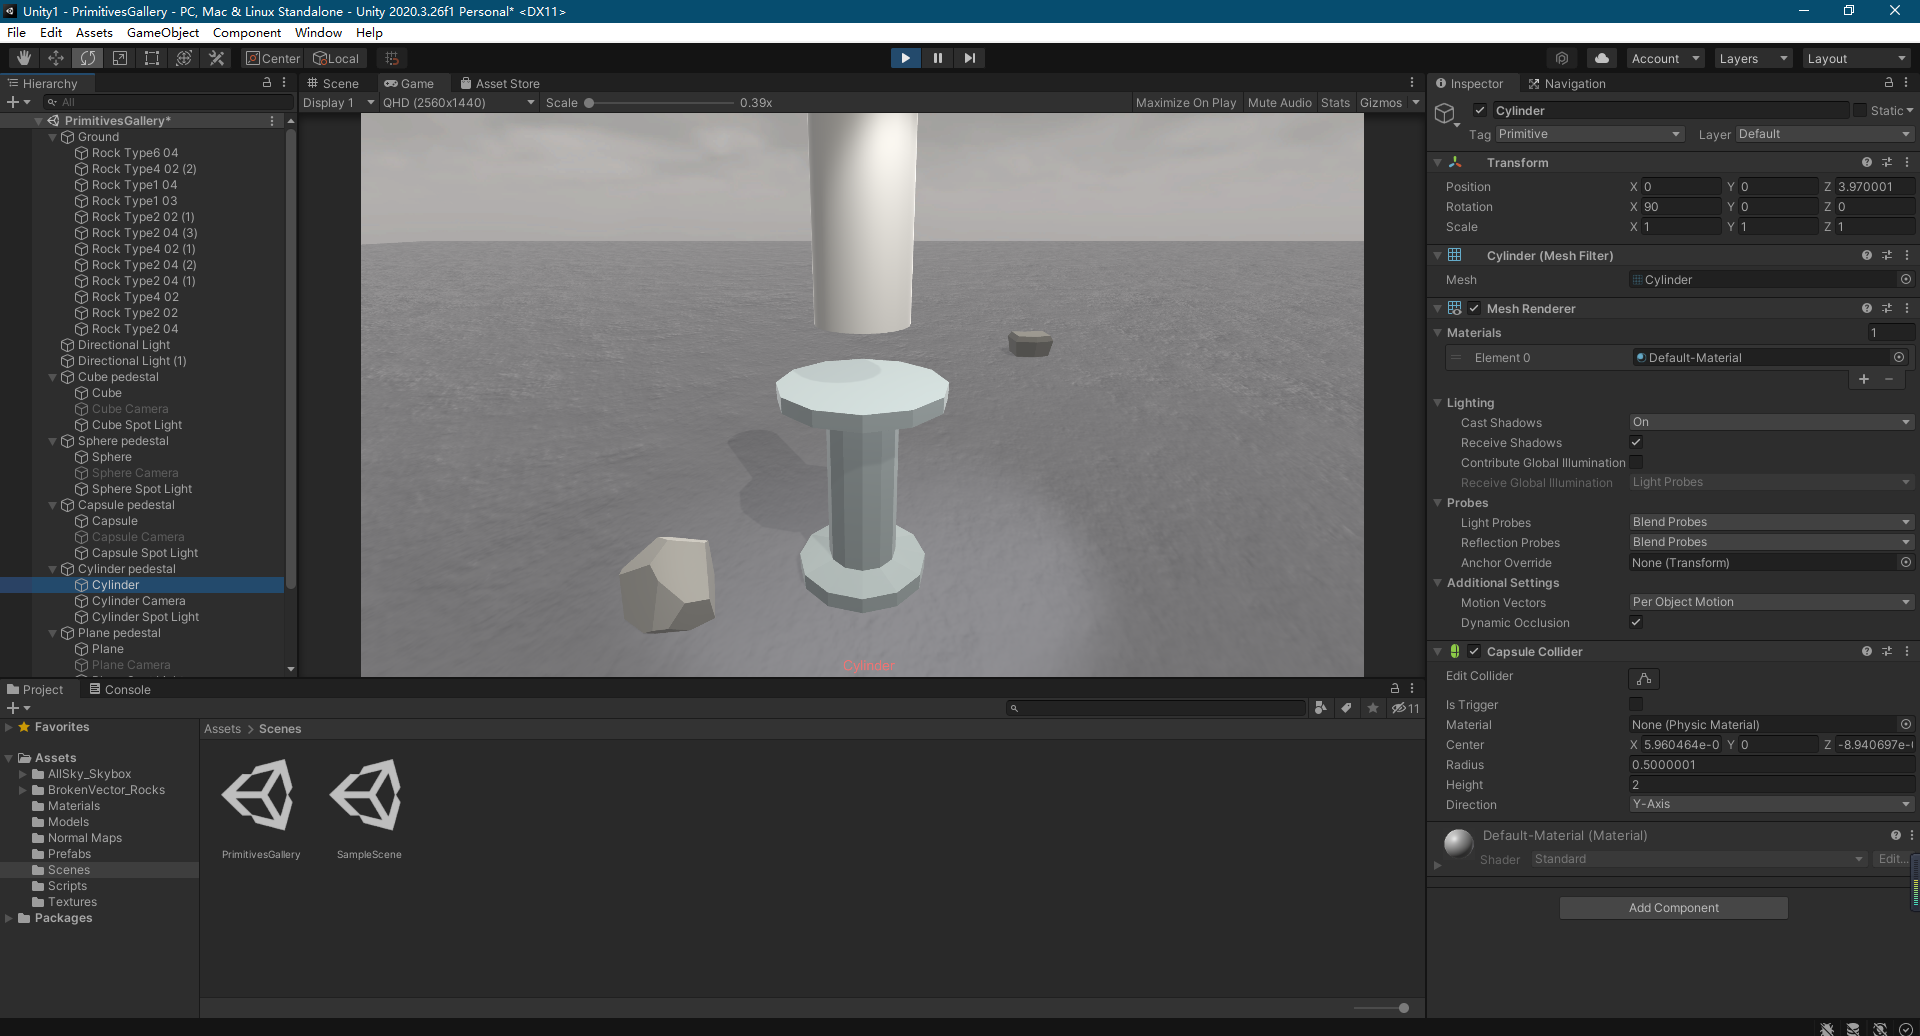 Unity1 - PrimitivesGallery - PC, Mac & Linux Standalone - Unity 2020.3.26f1 Personal* <DX11>
File Edit Assets GameObject Component Window Help
Center Local Account Layers Layout
Hierarchy
All
PrimitivesGallery*
Ground
Rock Type6 04
Rock Type4 02 (2)
Rock Type1 04
Rock Type1 03
Rock Type2 02 (1)
Rock Type2 04 (3)
Rock Type4 02 (1)
Rock Type2 04 (2)
Rock Type2 04 (1)
Rock Type4 02
Rock Type2 02
Rock Type2 04
Directional Light
Directional Light (1)
Cube pedestal
Cube
Cube Camera
Cube Spot Light
Sphere pedestal
Sphere
Sphere Camera
Sphere Spot Light
Capsule pedestal
Capsule
Capsule Camera
Capsule Spot Light
Cylinder pedestal
Cylinder
Cylinder Camera
Cylinder Spot Light
Plane pedestal
Plane
Plane Camera
Scene Game Asset Store
Display 1 QHD (2560x1440) Scale 0.39x Maximize On Play Mute Audio Stats Gizmos
Cylinder
Project Console
11
Favorites
Assets
AllSky_Skybox
BrokenVector_Rocks
Materials
Models
Normal Maps
Prefabs
Scenes
Scripts
Textures
Packages
Assets > Scenes
PrimitivesGallery SampleScene
Inspector Navigation
Cylinder Static
Tag Primitive Layer Default
Transform
Position X 0 Y 0 Z 3.970001
Rotation X 90 Y 0 Z 0
Scale X 1 Y 1 Z 1
Cylinder (Mesh Filter)
Mesh Cylinder
Mesh Renderer
Materials 1
Element 0 Default-Material
Lighting
Cast Shadows On
Receive Shadows
Contribute Global Illumination
Receive Global Illumination Light Probes
Probes
Light Probes Blend Probes
Reflection Probes Blend Probes
Anchor Override None (Transform)
Additional Settings
Motion Vectors Per Object Motion
Dynamic Occlusion
Capsule Collider
Edit Collider
Is Trigger
Material None (Physic Material)
Center X 5.960464e-0 Y 0 Z -8.940697e-
Radius 0.5000001
Height 2
Direction Y-Axis
Default-Material (Material)
Shader Standard Edit...
Add Component